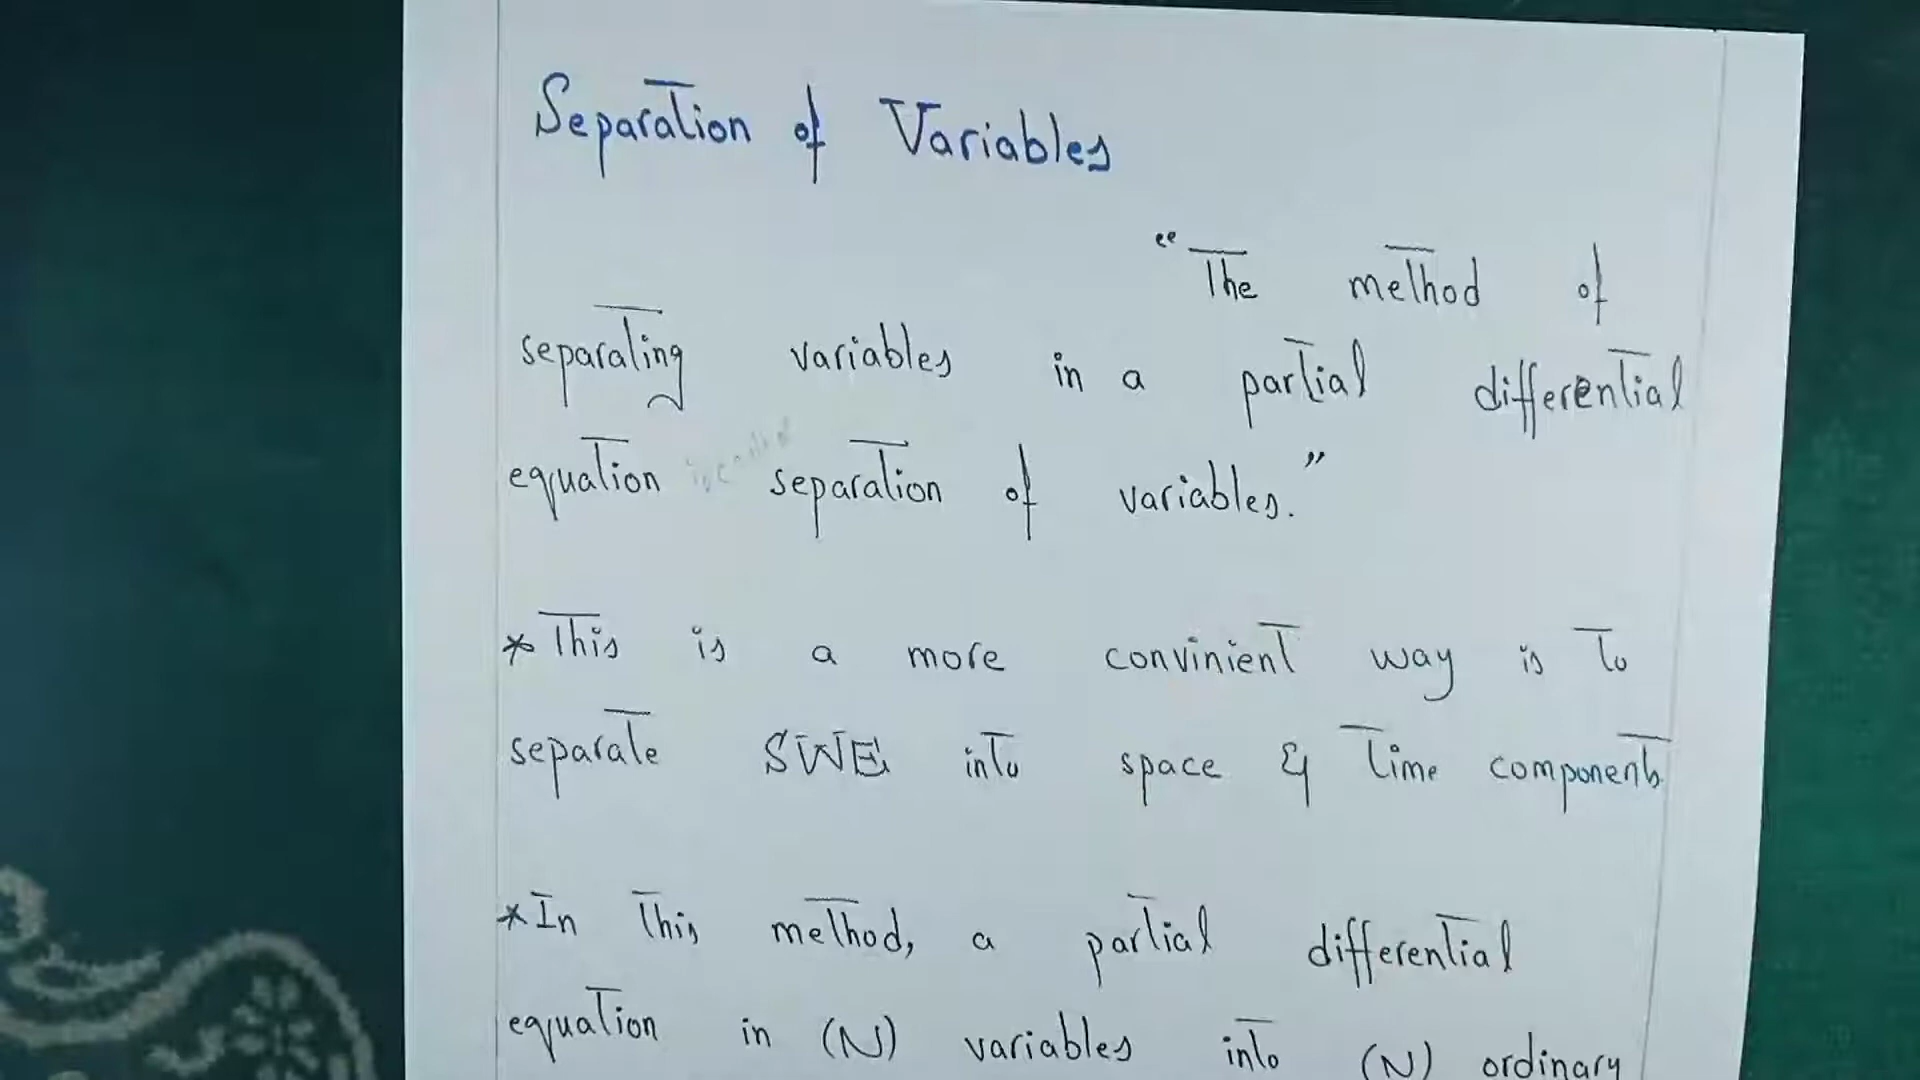 Separation of Variables
"The method of
separating variables in a partial differential
equation is called separation of variables."
*This is a more convinient way is to
separate SWE into space & time components
*In this method, a partial differential
equation in (N) variables into (N) ordinary